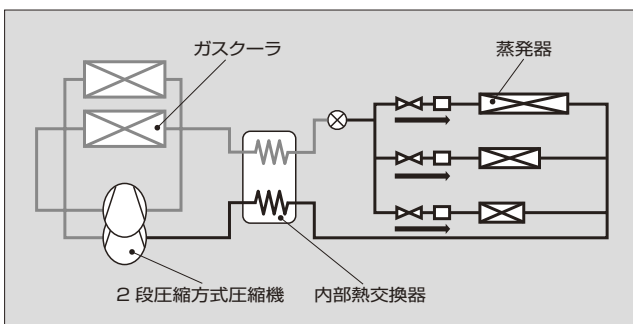 ガスクーラ
蒸発器
2段圧縮方式圧縮機
内部熱交換器